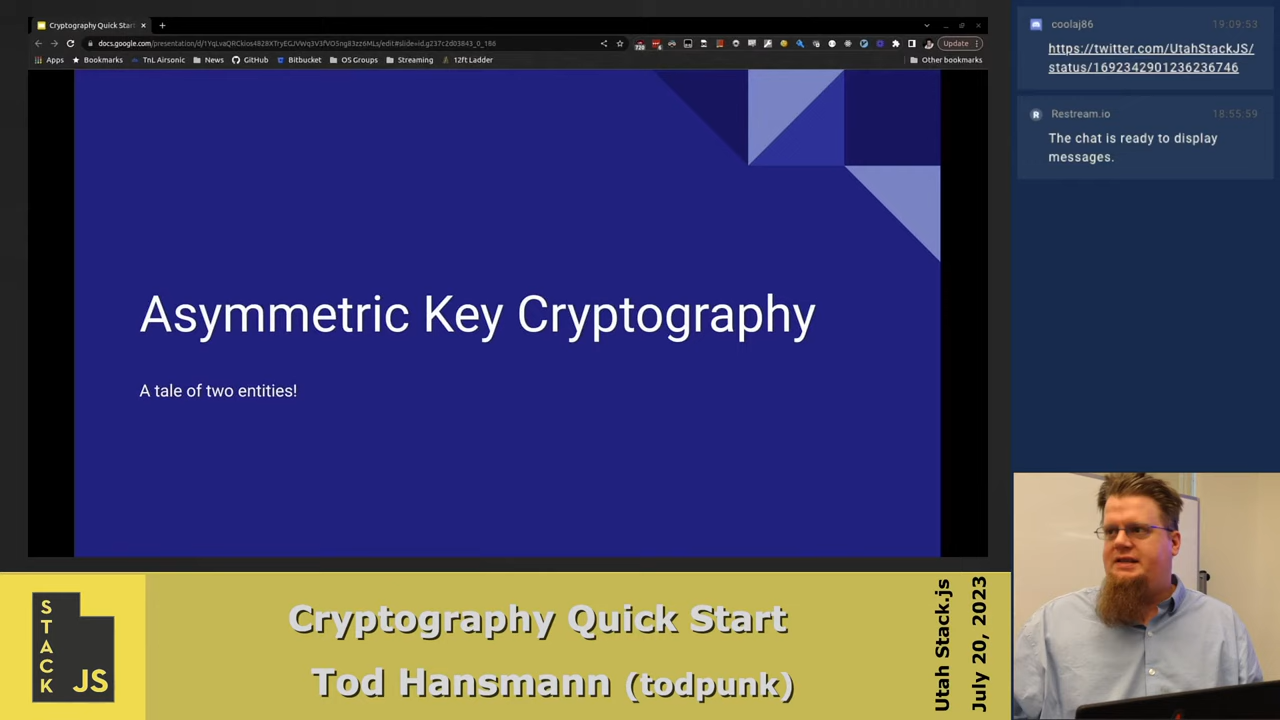 Cryptography Quick Start
docs.google.com/presentation/d/1YqLvaQRCkios4928XTryEGJVWq3V3fVOSng83zz6MLs/edit#slide=id.g237c2d03843_0_186
Update
Apps
Bookmarks
TnL Airsonic
News
GitHub
Bitbucket
OS Groups
Streaming
12ft Ladder
Other bookmarks
Asymmetric Key Cryptography
A tale of two entities!
coolaj86 19:09:53
https://twitter.com/UtahStackJS/
status/1692342901236236746
Restream.io 18:55:59
The chat is ready to display
messages.
STACK
JS
Cryptography Quick Start
Tod Hansmann (todpunk)
Utah Stack.js
July 20, 2023